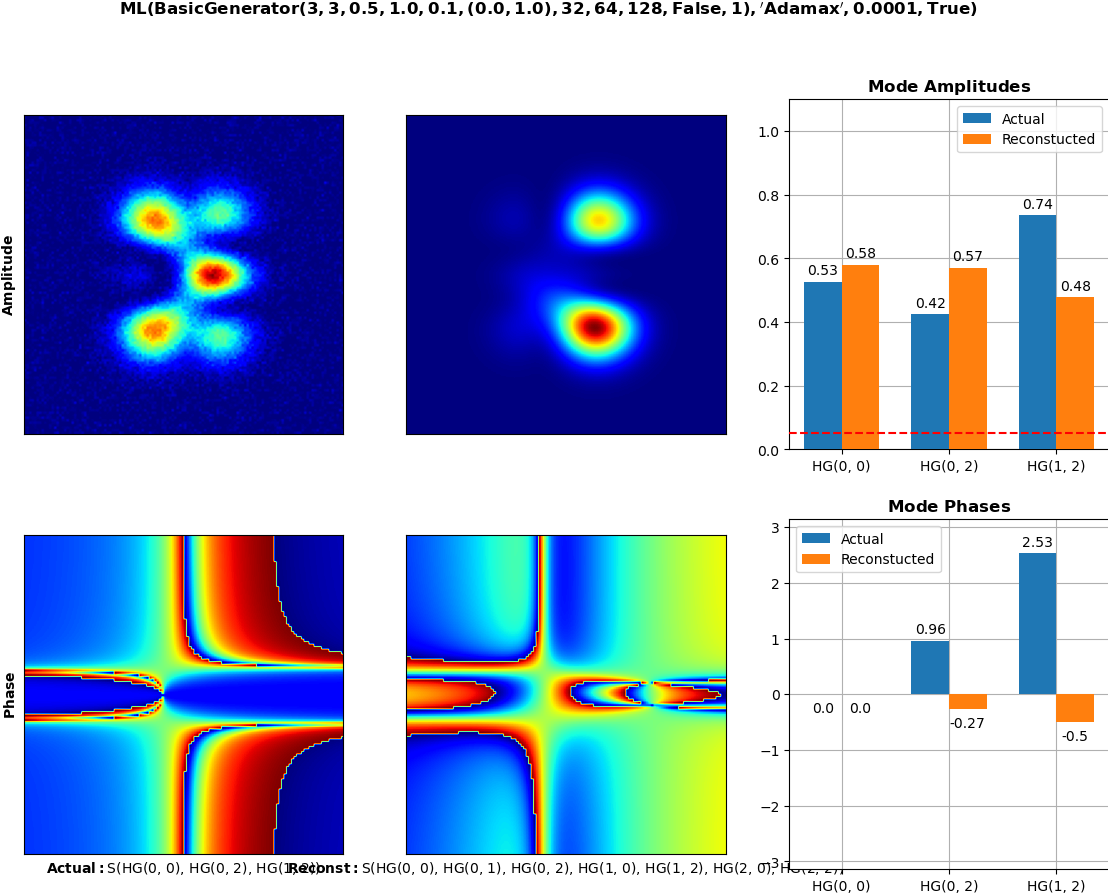 ML(BasicGenerator(3, 3, 0.5, 1.0, 0.1, (0.0, 1.0), 32, 64, 128, False, 1), ′Adamax′, 0.0001, True)
Amplitude
Mode Amplitudes
Actual
Reconstucted
1.0
0.8
0.6
0.4
0.2
0.0
0.53
0.58
0.42
0.57
0.74
0.48
HG(0, 0)
HG(0, 2)
HG(1, 2)
Phase
Mode Phases
Actual
Reconstucted
3
2
1
0
−1
−2
−3
0.0
0.0
0.96
-0.27
2.53
-0.5
HG(0, 0)
HG(0, 2)
HG(1, 2)
Actual: S(HG(0, 0), HG(0, 2), HG(1, 2))
Reconst: S(HG(0, 0), HG(0, 1), HG(0, 2), HG(1, 0), HG(1, 2), HG(2, 0), HG(2, 2))